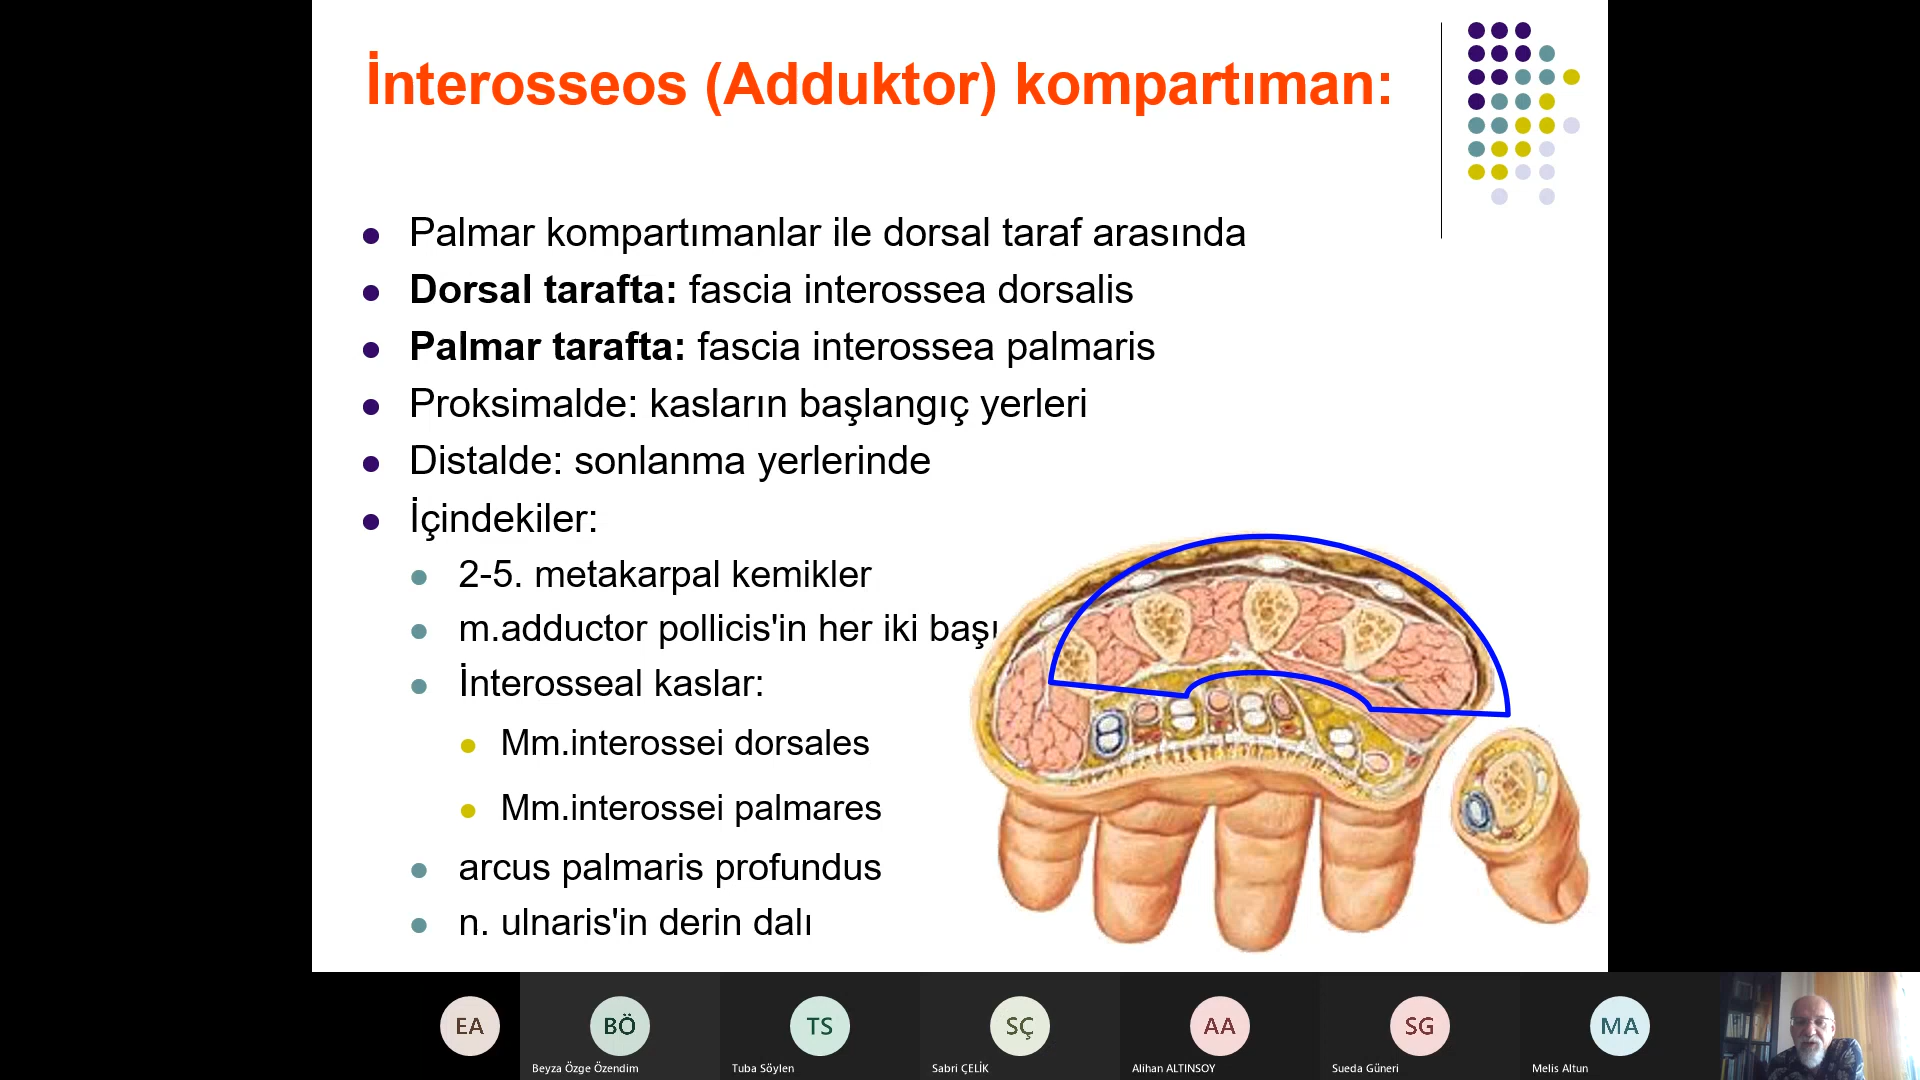 İnterosseos (Adduktor) kompartıman:
Palmar kompartımanlar ile dorsal taraf arasında
Dorsal tarafta: fascia interossea dorsalis
Palmar tarafta: fascia interossea palmaris
Proksimalde: kasların başlangıç yerleri
Distalde: sonlanma yerlerinde
İçindekiler:
2-5. metakarpal kemikler
m.adductor pollicis'in her iki başı
İnterosseal kaslar:
Mm.interossei dorsales
Mm.interossei palmares
arcus palmaris profundus
n. ulnaris'in derin dalı
EA
BÖ
TS
SÇ
AA
SG
MA
Beyza Özge Özendim
Tuba Söylen
Sabri ÇELİK
Alihan ALTINSOY
Sueda Güneri
Melis Altun